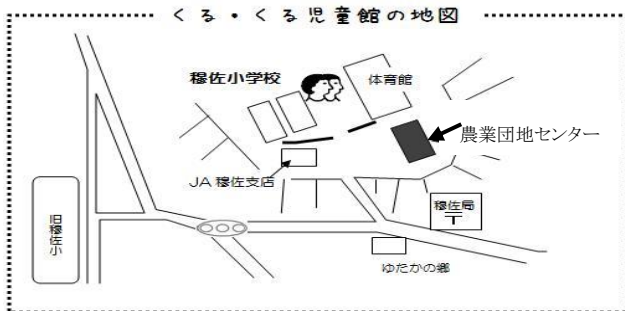 くる・くる児童館の地図
穆佐小学校
体育館
農業団地センター
JA 穆佐支店
穆佐局
〒
旧穆佐小
ゆたかの郷